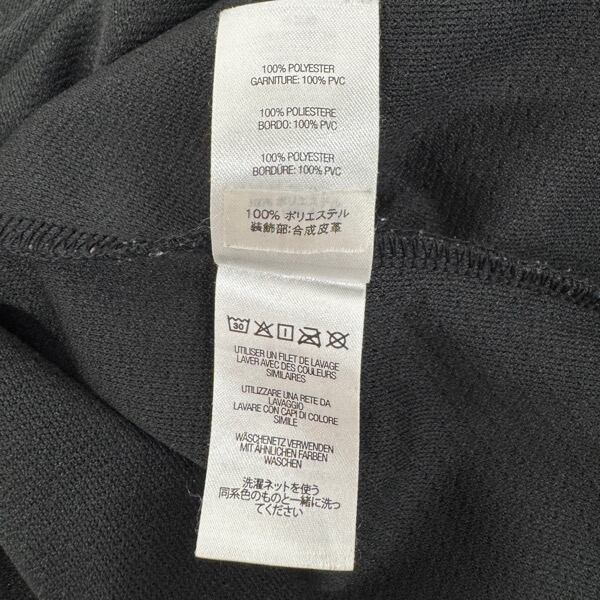 100% POLYESTER
GARNITURE: 100% PVC
100% POLIESTERE
BORDO: 100% PVC
100% POLYESTER
BORDÜRE: 100% PVC
100% ポリエステル
装飾部:合成皮革
30
UTILISER UN FILET DE LAVAGE
LAVER AVEC DES COULEURS
SIMILAIRES
UTILIZZARE UNA RETE DA
LAVAGGIO
LAVARE CON CAPI DI COLORE
SIMILE
WÄSCHENETZ VERWENDEN
MIT ÄHNLICHEN FARBEN
WASCHEN
洗濯ネットを使う
同系色のものと一緒に洗っ
てください